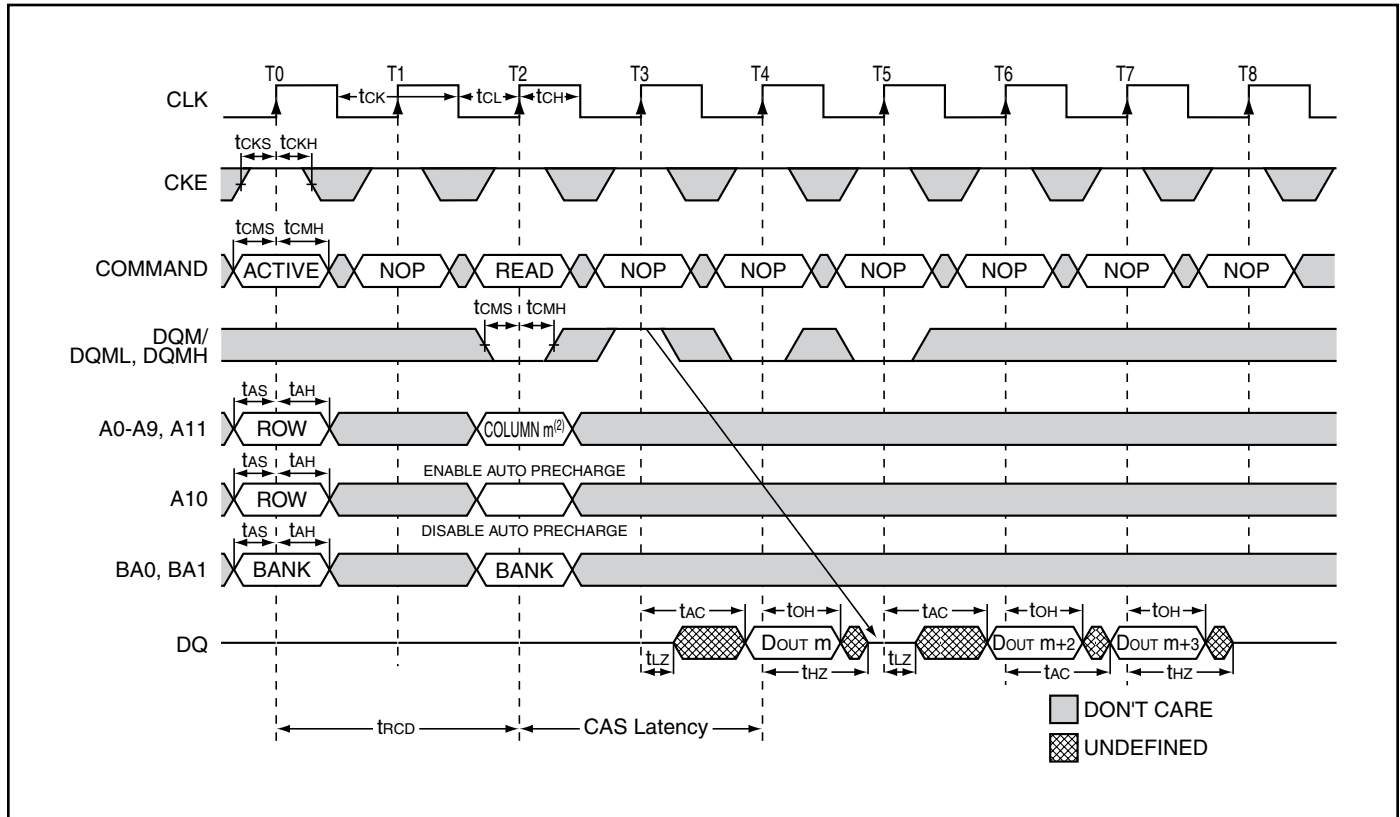 T0 T1 T2 T3 T4 T5 T6 T7 T8
CLK
tCK tCL tCH
tCKS tCKH
CKE
tCMS tCMH
COMMAND ACTIVE NOP READ NOP NOP NOP NOP NOP NOP
tCMS tCMH
DQM/
DQML, DQMH
tAS tAH
A0-A9, A11 ROW COLUMN m(2)
tAS tAH ENABLE AUTO PRECHARGE
A10 ROW
tAS tAH DISABLE AUTO PRECHARGE
BA0, BA1 BANK BANK
tAC tOH tAC tOH tOH
DQ DOUT m DOUT m+2 DOUT m+3
tLZ tHZ tLZ tAC tHZ
DON'T CARE
tRCD CAS Latency
UNDEFINED